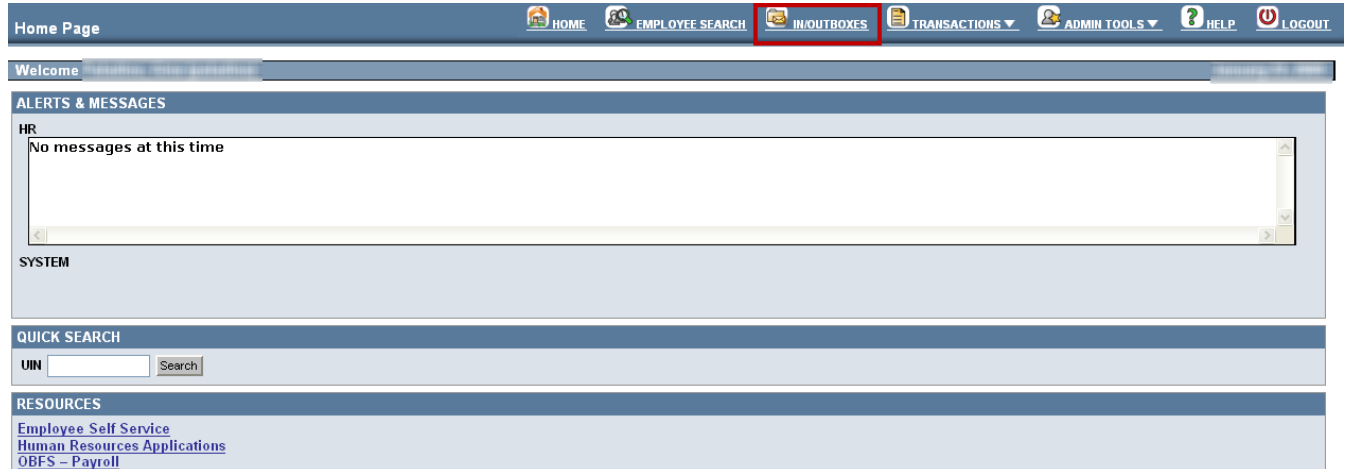 Home Page HOME EMPLOYEE SEARCH IN/OUTBOXES TRANSACTIONS ▼ ADMIN TOOLS ▼ HELP LOGOUT
Welcome
ALERTS & MESSAGES
HR
No messages at this time
SYSTEM
QUICK SEARCH
UIN Search
RESOURCES
Employee Self Service
Human Resources Applications
OBFS – Payroll